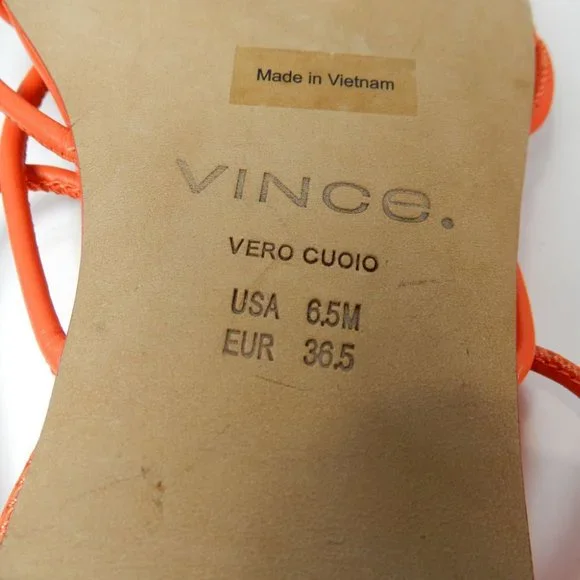 Made in Vietnam
VINCe.
VERO CUOIO
USA 6.5M
EUR 36.5